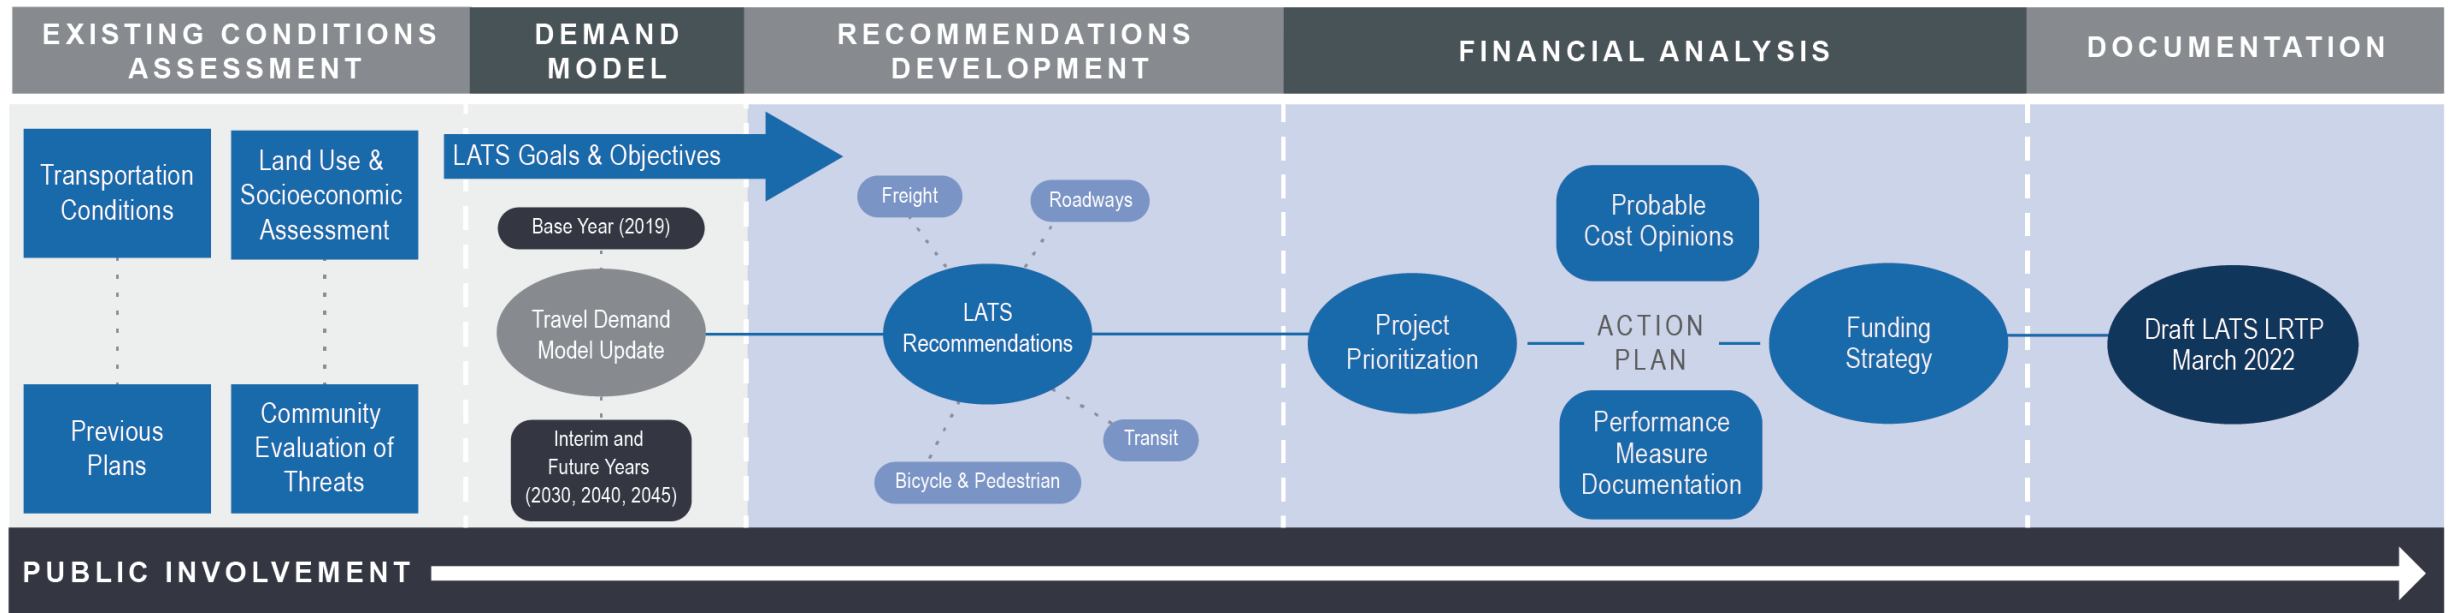 EXISTING CONDITIONS
ASSESSMENT
DEMAND
MODEL
RECOMMENDATIONS
DEVELOPMENT
FINANCIAL ANALYSIS
DOCUMENTATION
Transportation
Conditions
Land Use &
Socioeconomic
Assessment
Previous
Plans
Community
Evaluation of
Threats
LATS Goals & Objectives
Base Year (2019)
Travel Demand
Model Update
Interim and
Future Years
(2030, 2040, 2045)
Freight
Roadways
LATS
Recommendations
Bicycle & Pedestrian
Transit
Project
Prioritization
Probable
Cost Opinions
ACTION
PLAN
Performance
Measure
Documentation
Funding
Strategy
Draft LATS LRTP
March 2022
PUBLIC INVOLVEMENT